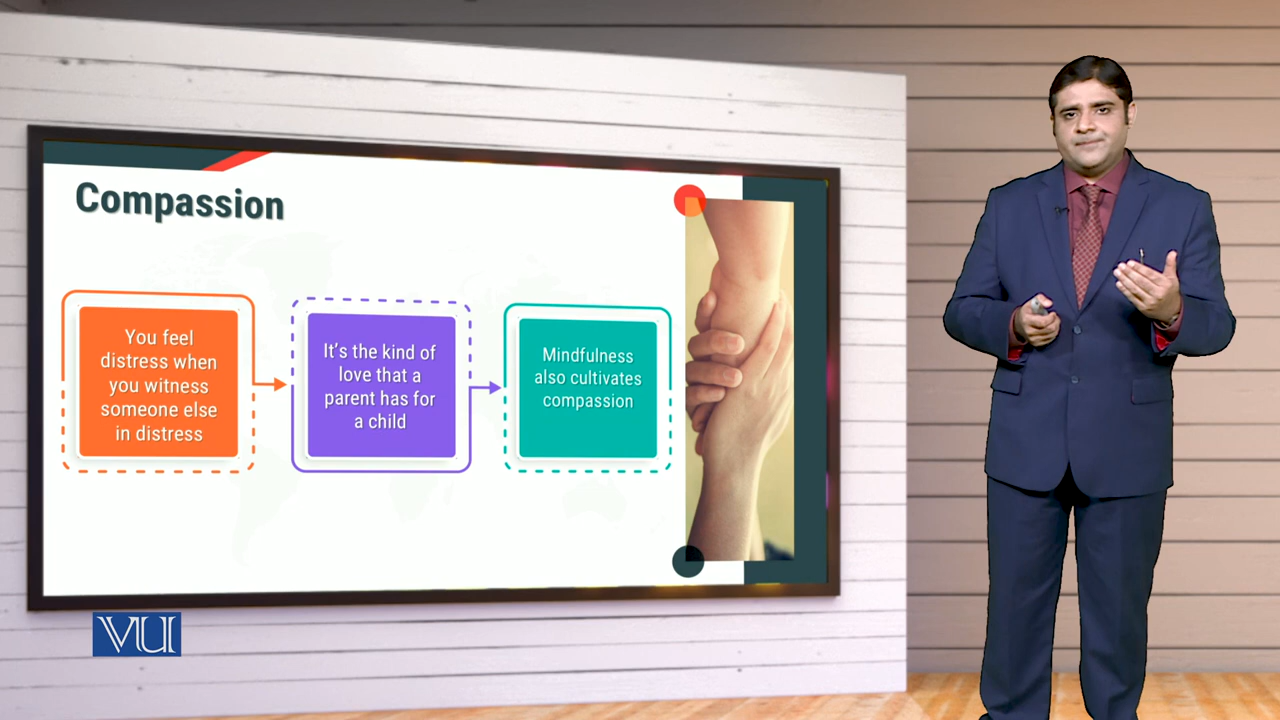 Compassion
You feel
distress when
you witness
someone else
in distress
It's the kind of
love that a
parent has for
a child
Mindfulness
also cultivates
compassion
VU